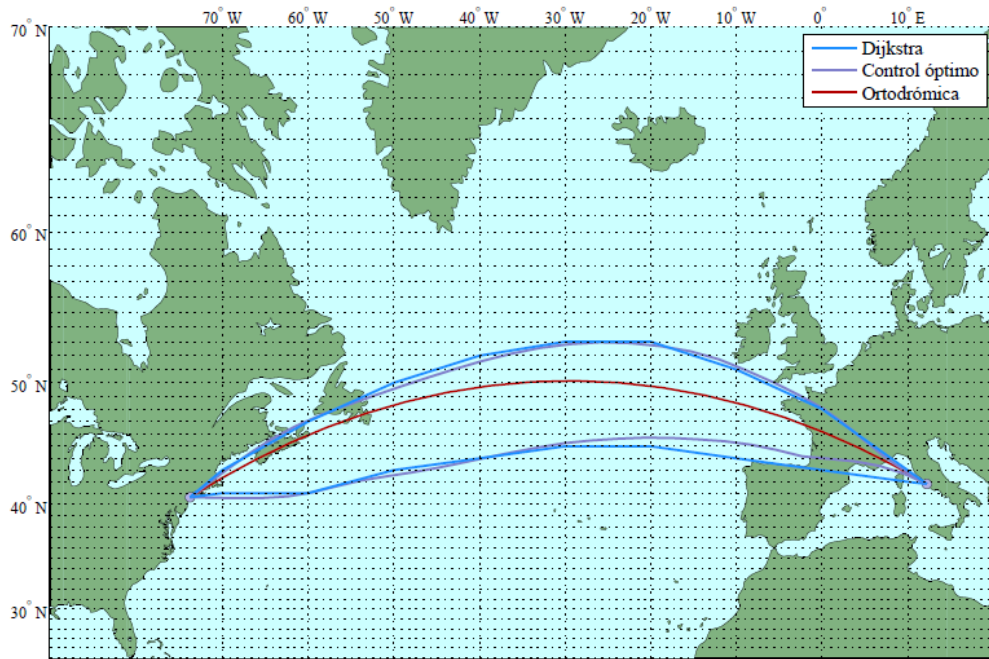 70° W 60° W 50° W 40° W 30° W 20° W 10° W 0° 10° E
70° N
Dijkstra
Control óptimo
Ortodrómica
60° N
50° N
40° N
30° N